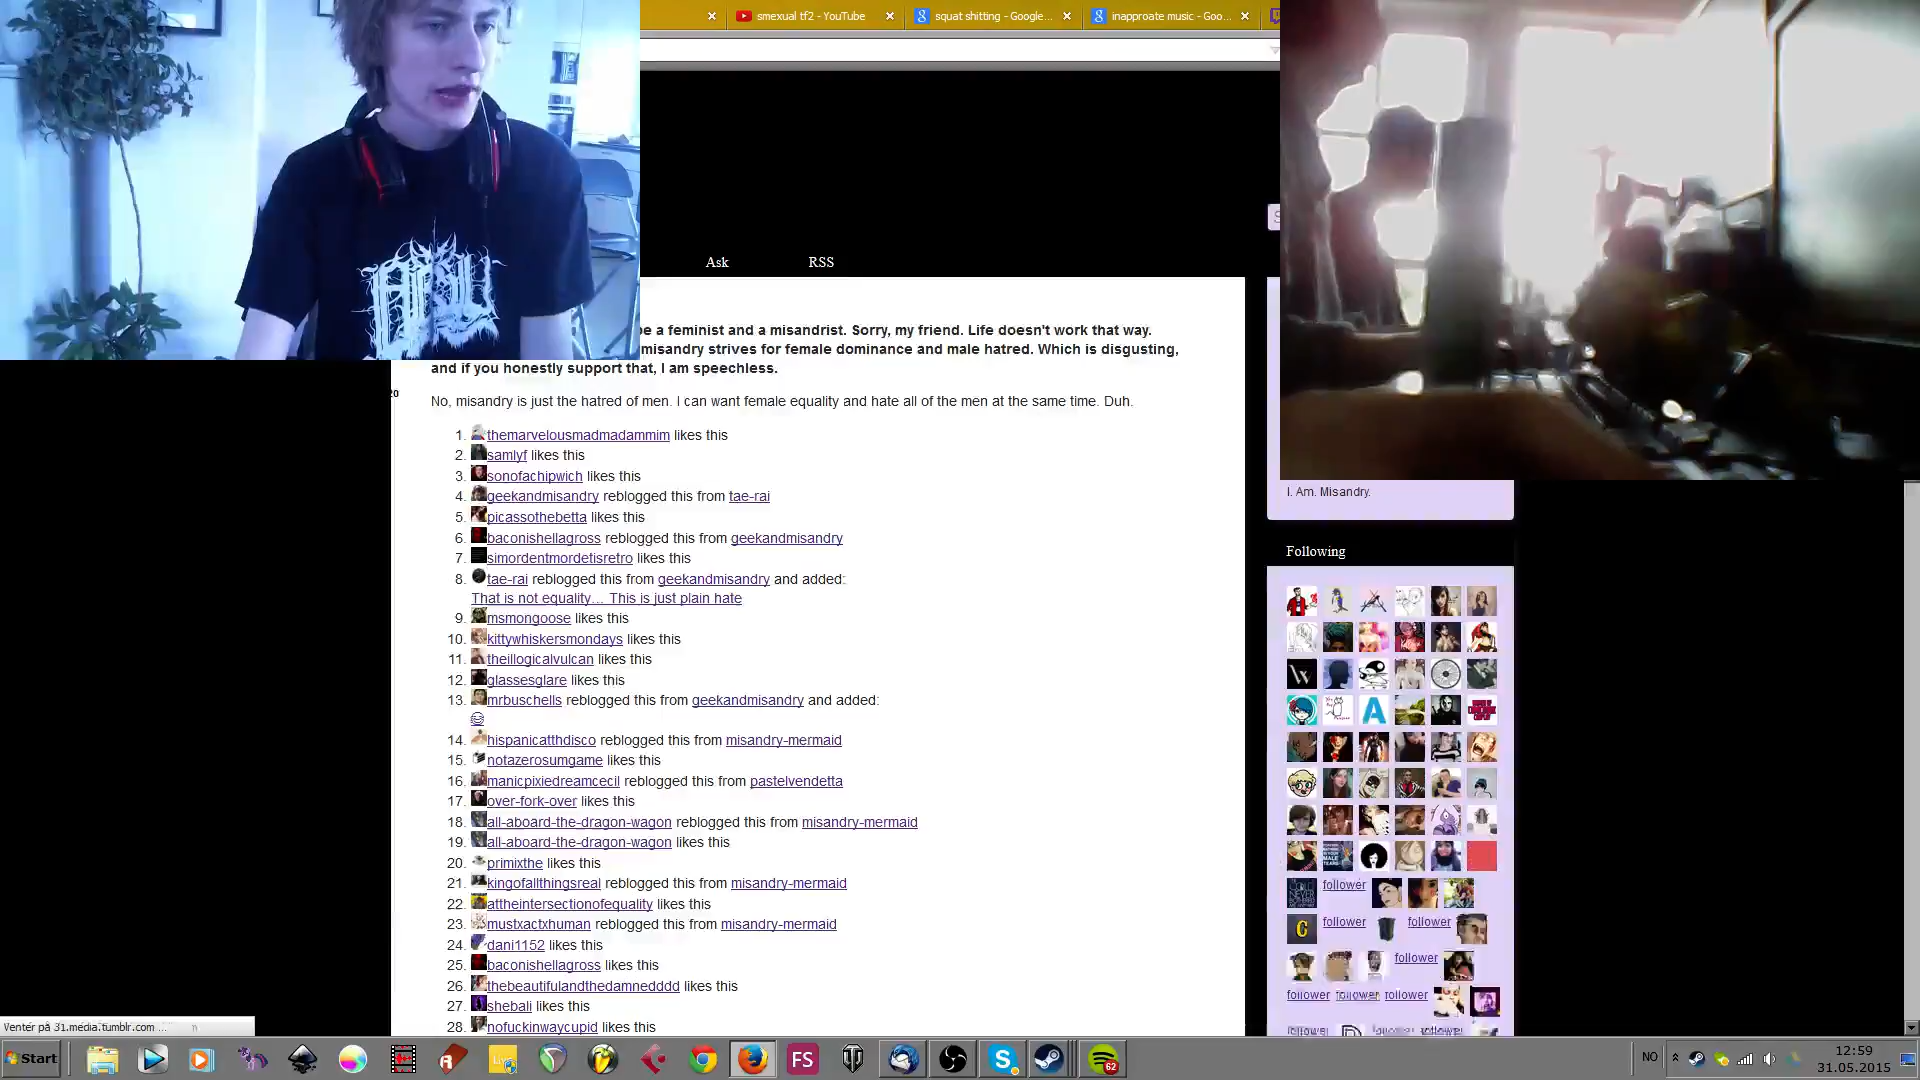 smexual tf2 - YouTube
squat shitting - Google...
inapproate music - Goo...
Ask
RSS
be a feminist and a misandrist. Sorry, my friend. Life doesn't work that way.
misandry strives for female dominance and male hatred. Which is disgusting,
and if you honestly support that, I am speechless.
No, misandry is just the hatred of men. I can want female equality and hate all of the men at the same time. Duh.
1. themarvelousmadmadammim likes this
2. samlyf likes this
3. sonofachipwich likes this
4. geekandmisandry reblogged this from tae-rai
5. picassothebetta likes this
6. baconishellagross reblogged this from geekandmisandry
7. simordentmordetisretro likes this
8. tae-rai reblogged this from geekandmisandry and added:
That is not equality... This is just plain hate
9. msmongoose likes this
10. kittywhiskersmondays likes this
11. theillogicalvulcan likes this
12. glassesglare likes this
13. mrbuschells reblogged this from geekandmisandry and added:
14. hispanicatthdisco reblogged this from misandry-mermaid
15. notazerosumgame likes this
16. manicpixiedreamcecil reblogged this from pastelvendetta
17. over-fork-over likes this
18. all-aboard-the-dragon-wagon reblogged this from misandry-mermaid
19. all-aboard-the-dragon-wagon likes this
20. primixthe likes this
21. kingofallthingsreal reblogged this from misandry-mermaid
22. attheintersectionofequality likes this
23. mustxactxhuman reblogged this from misandry-mermaid
24. dani1152 likes this
25. baconishellagross likes this
26. thebeautifulandthedamnedddd likes this
27. shebali likes this
28. nofuckinwaycupid likes this
I. Am. Misandry.
Following
follower
follower follower
follower
follower follower follower
Venter på 31.media.tumblr.com ...
Start
FS
62
NO
12:59
31.05.2015